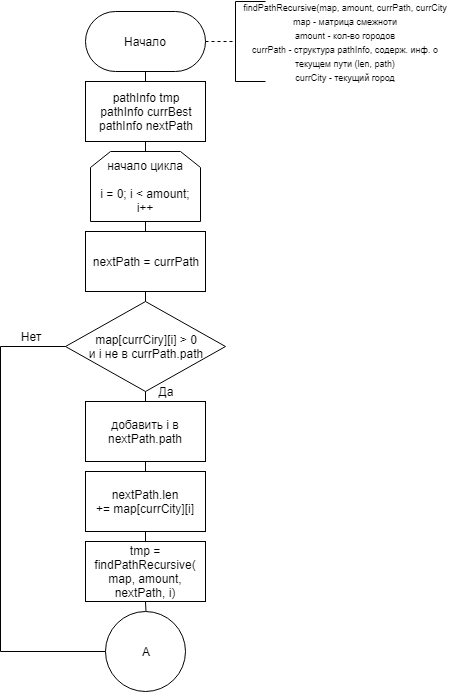 findPathRecursive(map, amount, currPath, currCity
map - матрица смежноти
amount - кол-во городов
currPath - структура pathInfo, содерж. инф. о
текущем пути (len, path)
currCity - текущий город
Начало
pathInfo tmp
pathInfo currBest
pathInfo nextPath
начало цикла
i = 0; i < amount;
i++
nextPath = currPath
Нет
map[currCiry][i] > 0
и i не в currPath.path
Да
добавить i в
nextPath.path
nextPath.len
+= map[currCity][i]
tmp =
findPathRecursive(
map, amount,
nextPath, i)
A